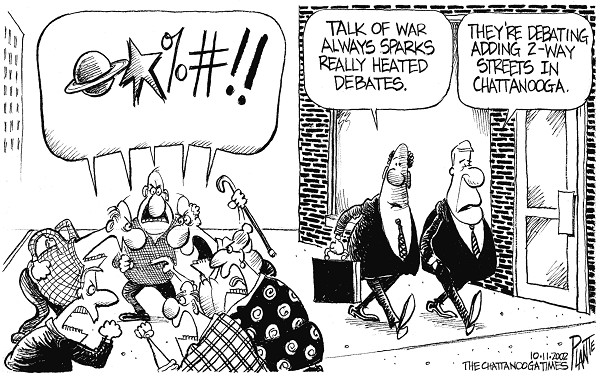 %#!!
TALK OF WAR
ALWAYS SPARKS
REALLY HEATED
DEBATES.
THEY'RE DEBATING
ADDING 2-WAY
STREETS IN
CHATTANOOGA.
PLANTE
10·11·2002
THE CHATTANOOGA TIMES